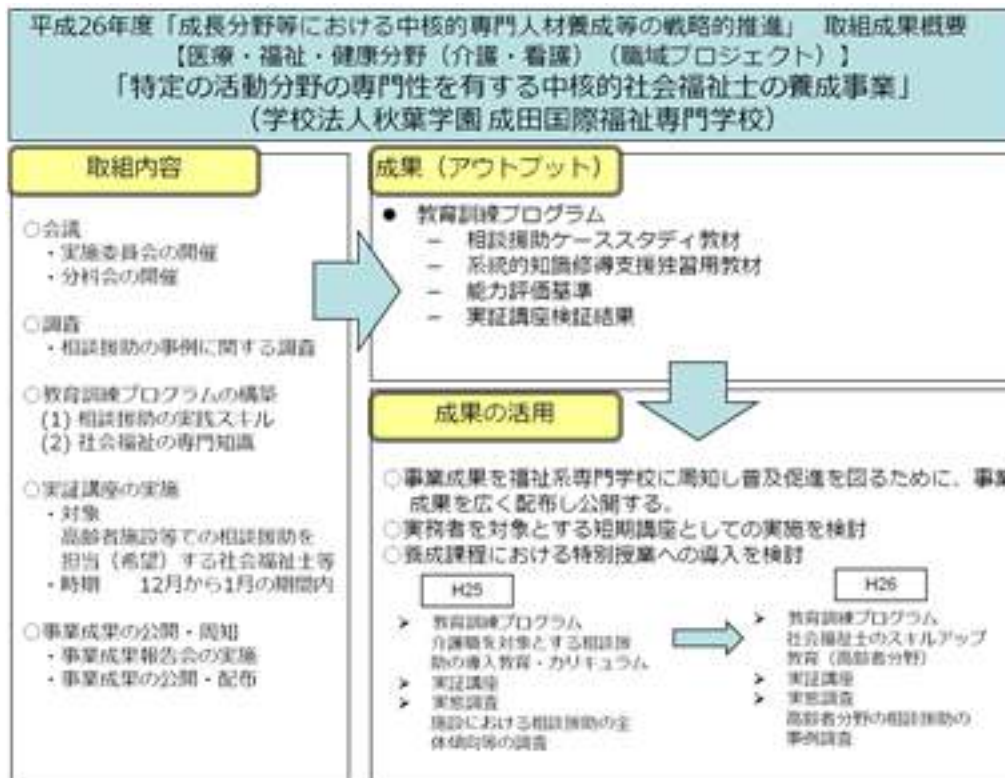 平成26年度「成長分野等における中核的専門人材養成等の戦略的推進」　取組成果概要
【医療・福祉・健康分野（介護・看護）（職域プロジェクト）】
「特定の活動分野の専門性を有する中核的社会福祉士の養成事業」
（学校法人秋葉学園 成田国際福祉専門学校）
取組内容
○会議
・実施委員会の開催
・分科会の開催
○調査
・相談援助の事例に関する調査
○教育訓練プログラムの構築
(1) 相談援助の実践スキル
(2) 社会福祉の専門知識
○実証講座の実施
・対象
高齢者施設等での相談援助を
担当（希望）する社会福祉士等
・時期　　12月から1月の期間内
○事業成果の公開・周知
・事業成果報告会の実施
・事業成果の公開・配布
成果（アウトプット）
● 教育訓練プログラム
－ 相談援助ケーススタディ教材
－ 系統的知識修得支援独習用教材
－ 能力評価基準
－ 実証講座検証結果
成果の活用
○事業成果を福祉系専門学校に周知し普及促進を図るために、事業
成果を広く配布し公開する。
○実務者を対象とする短期講座としての実施を検討
○養成課程における特別授業への導入を検討
H25
➤ 教育訓練プログラム
介護職を対象とする相談援
助の導入教育・カリキュラム
➤ 実証講座
➤ 実態調査
施設における相談援助の全
体傾向等の調査
H26
➤ 教育訓練プログラム
社会福祉士のスキルアップ
教育（高齢者分野）
➤ 実証講座
➤ 実態調査
高齢者分野の相談援助の
事例調査